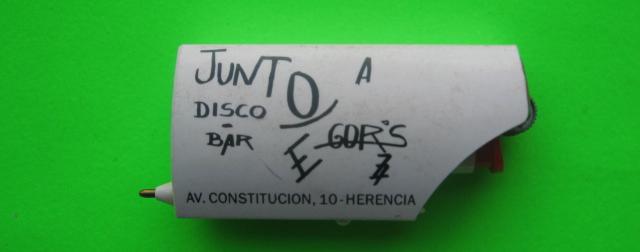 JUNTO A
DISCO
-
BAR
EGOR'S
AV. CONSTITUCION, 10-HERENCIA